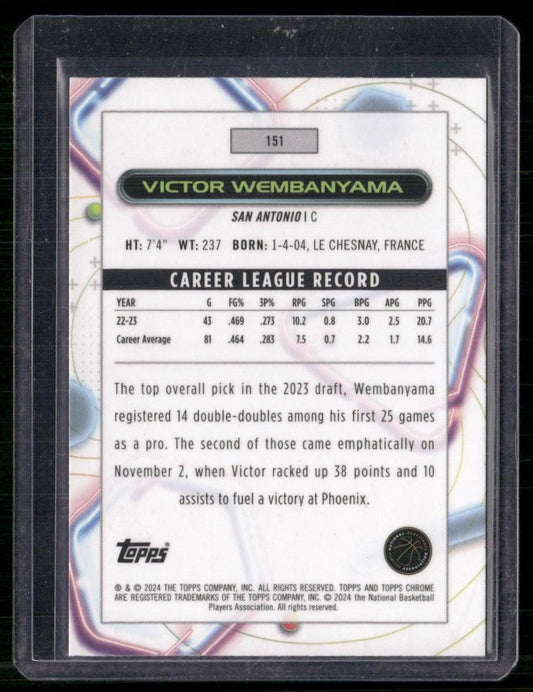 151
VICTOR WEMBANYAMA
SAN ANTONIO | C
HT: 7'4" WT: 237 BORN: 1-4-04, LE CHESNAY, FRANCE
CAREER LEAGUE RECORD
YEAR G FG% 3P% RPG SPG BPG APG PPG
22-23 43 .469 .273 10.2 0.8 3.0 2.5 20.7
Career Average 81 .464 .283 7.5 0.7 2.2 1.7 14.6
The top overall pick in the 2023 draft, Wembanyama
registered 14 double-doubles among his first 25 games
as a pro. The second of those came emphatically on
November 2, when Victor racked up 38 points and 10
assists to fuel a victory at Phoenix.
Topps
® & © 2024 THE TOPPS COMPANY, INC. ALL RIGHTS RESERVED. TOPPS AND TOPPS CHROME
ARE REGISTERED TRADEMARKS OF THE TOPPS COMPANY, INC. © 2024 the National Basketball
Players Association. All rights reserved.